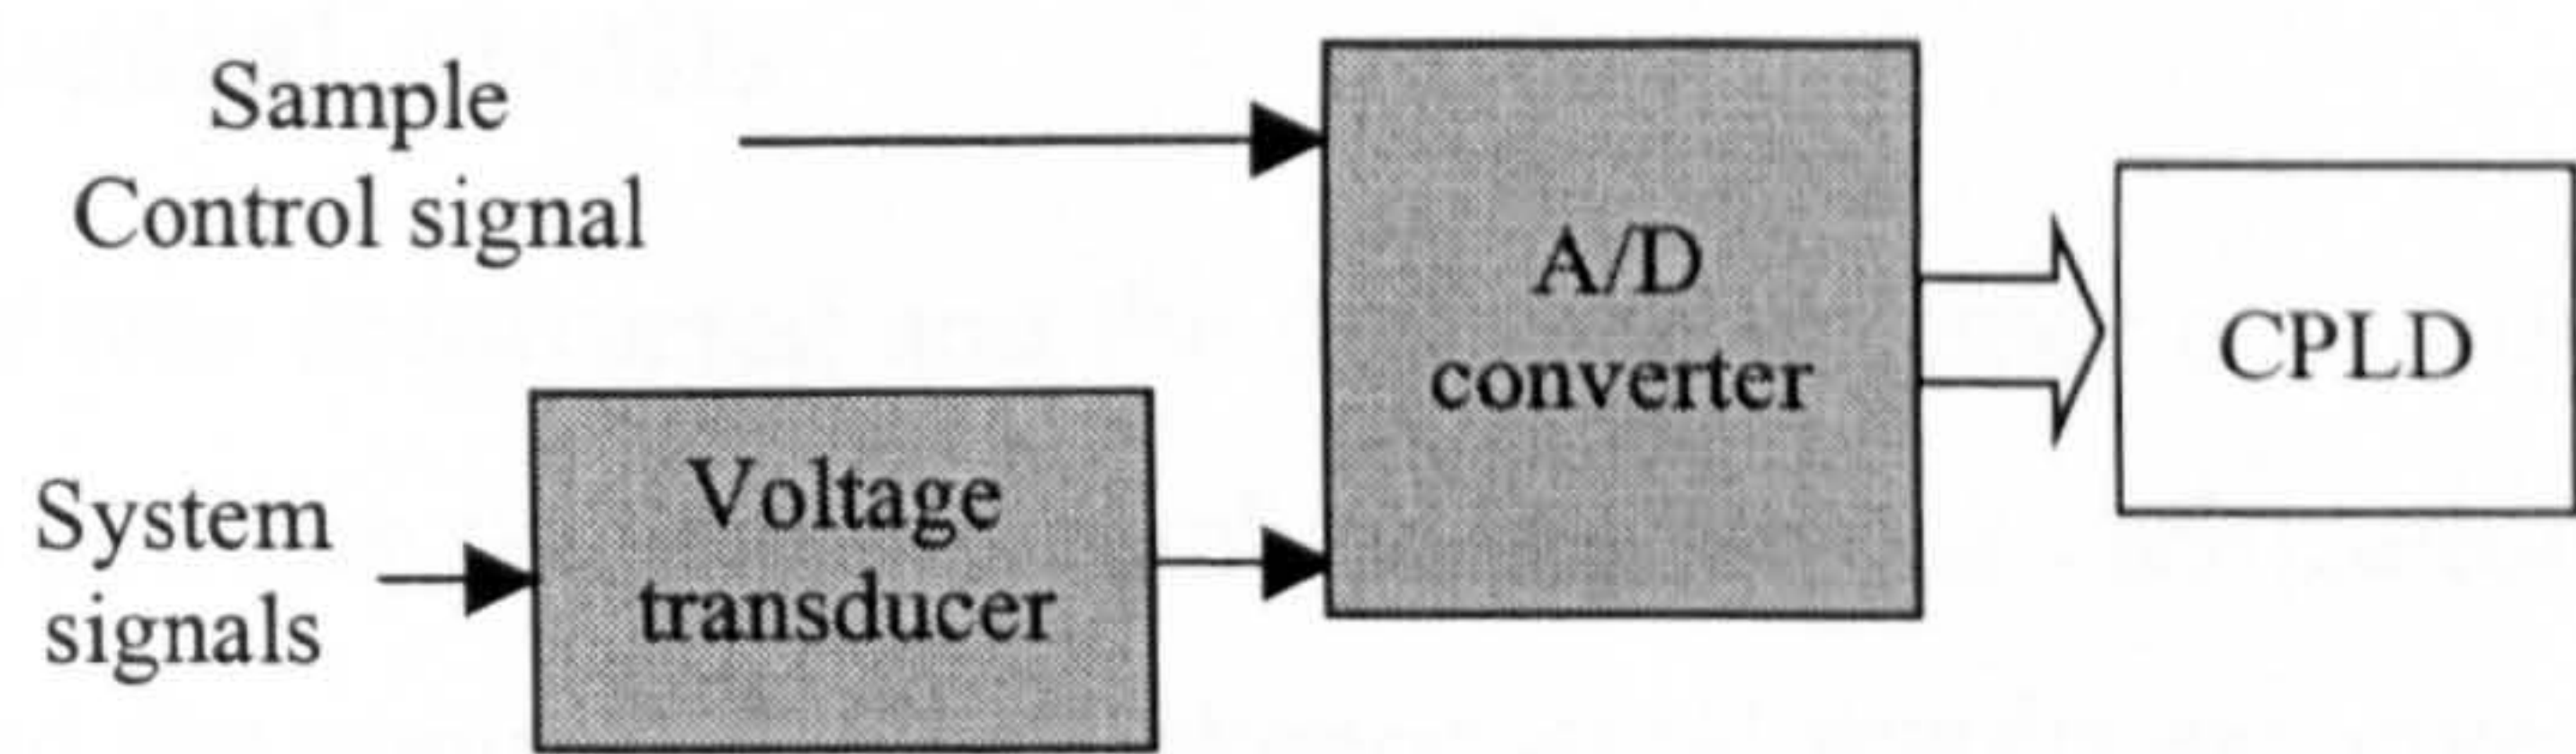 Sample
Control signal
A/D
converter
CPLD
System
signals
Voltage
transducer